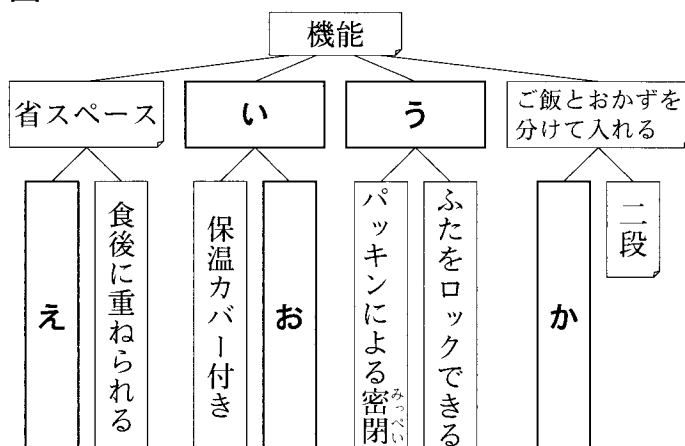 機能
省スペース
い
う
ご飯とおかずを
分けて入れる
え
食後に重ねられる
保温カバー付き
お
パッキンによる密閉
みっぺい
ふたをロックできる
か
二段